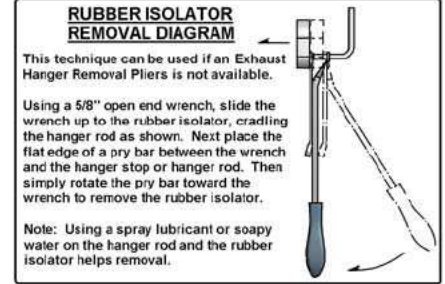 RUBBER ISOLATOR
REMOVAL DIAGRAM
This technique can be used if an Exhaust
Hanger Removal Pliers is not available.
Using a 5/8" open end wrench, slide the
wrench up to the rubber isolator, cradling
the hanger rod as shown. Next place the
flat edge of a pry bar between the wrench
and the hanger stop or hanger rod. Then
simply rotate the pry bar toward the
wrench to remove the rubber isolator.
Note: Using a spray lubricant or soapy
water on the hanger rod and the rubber
isolator helps removal.